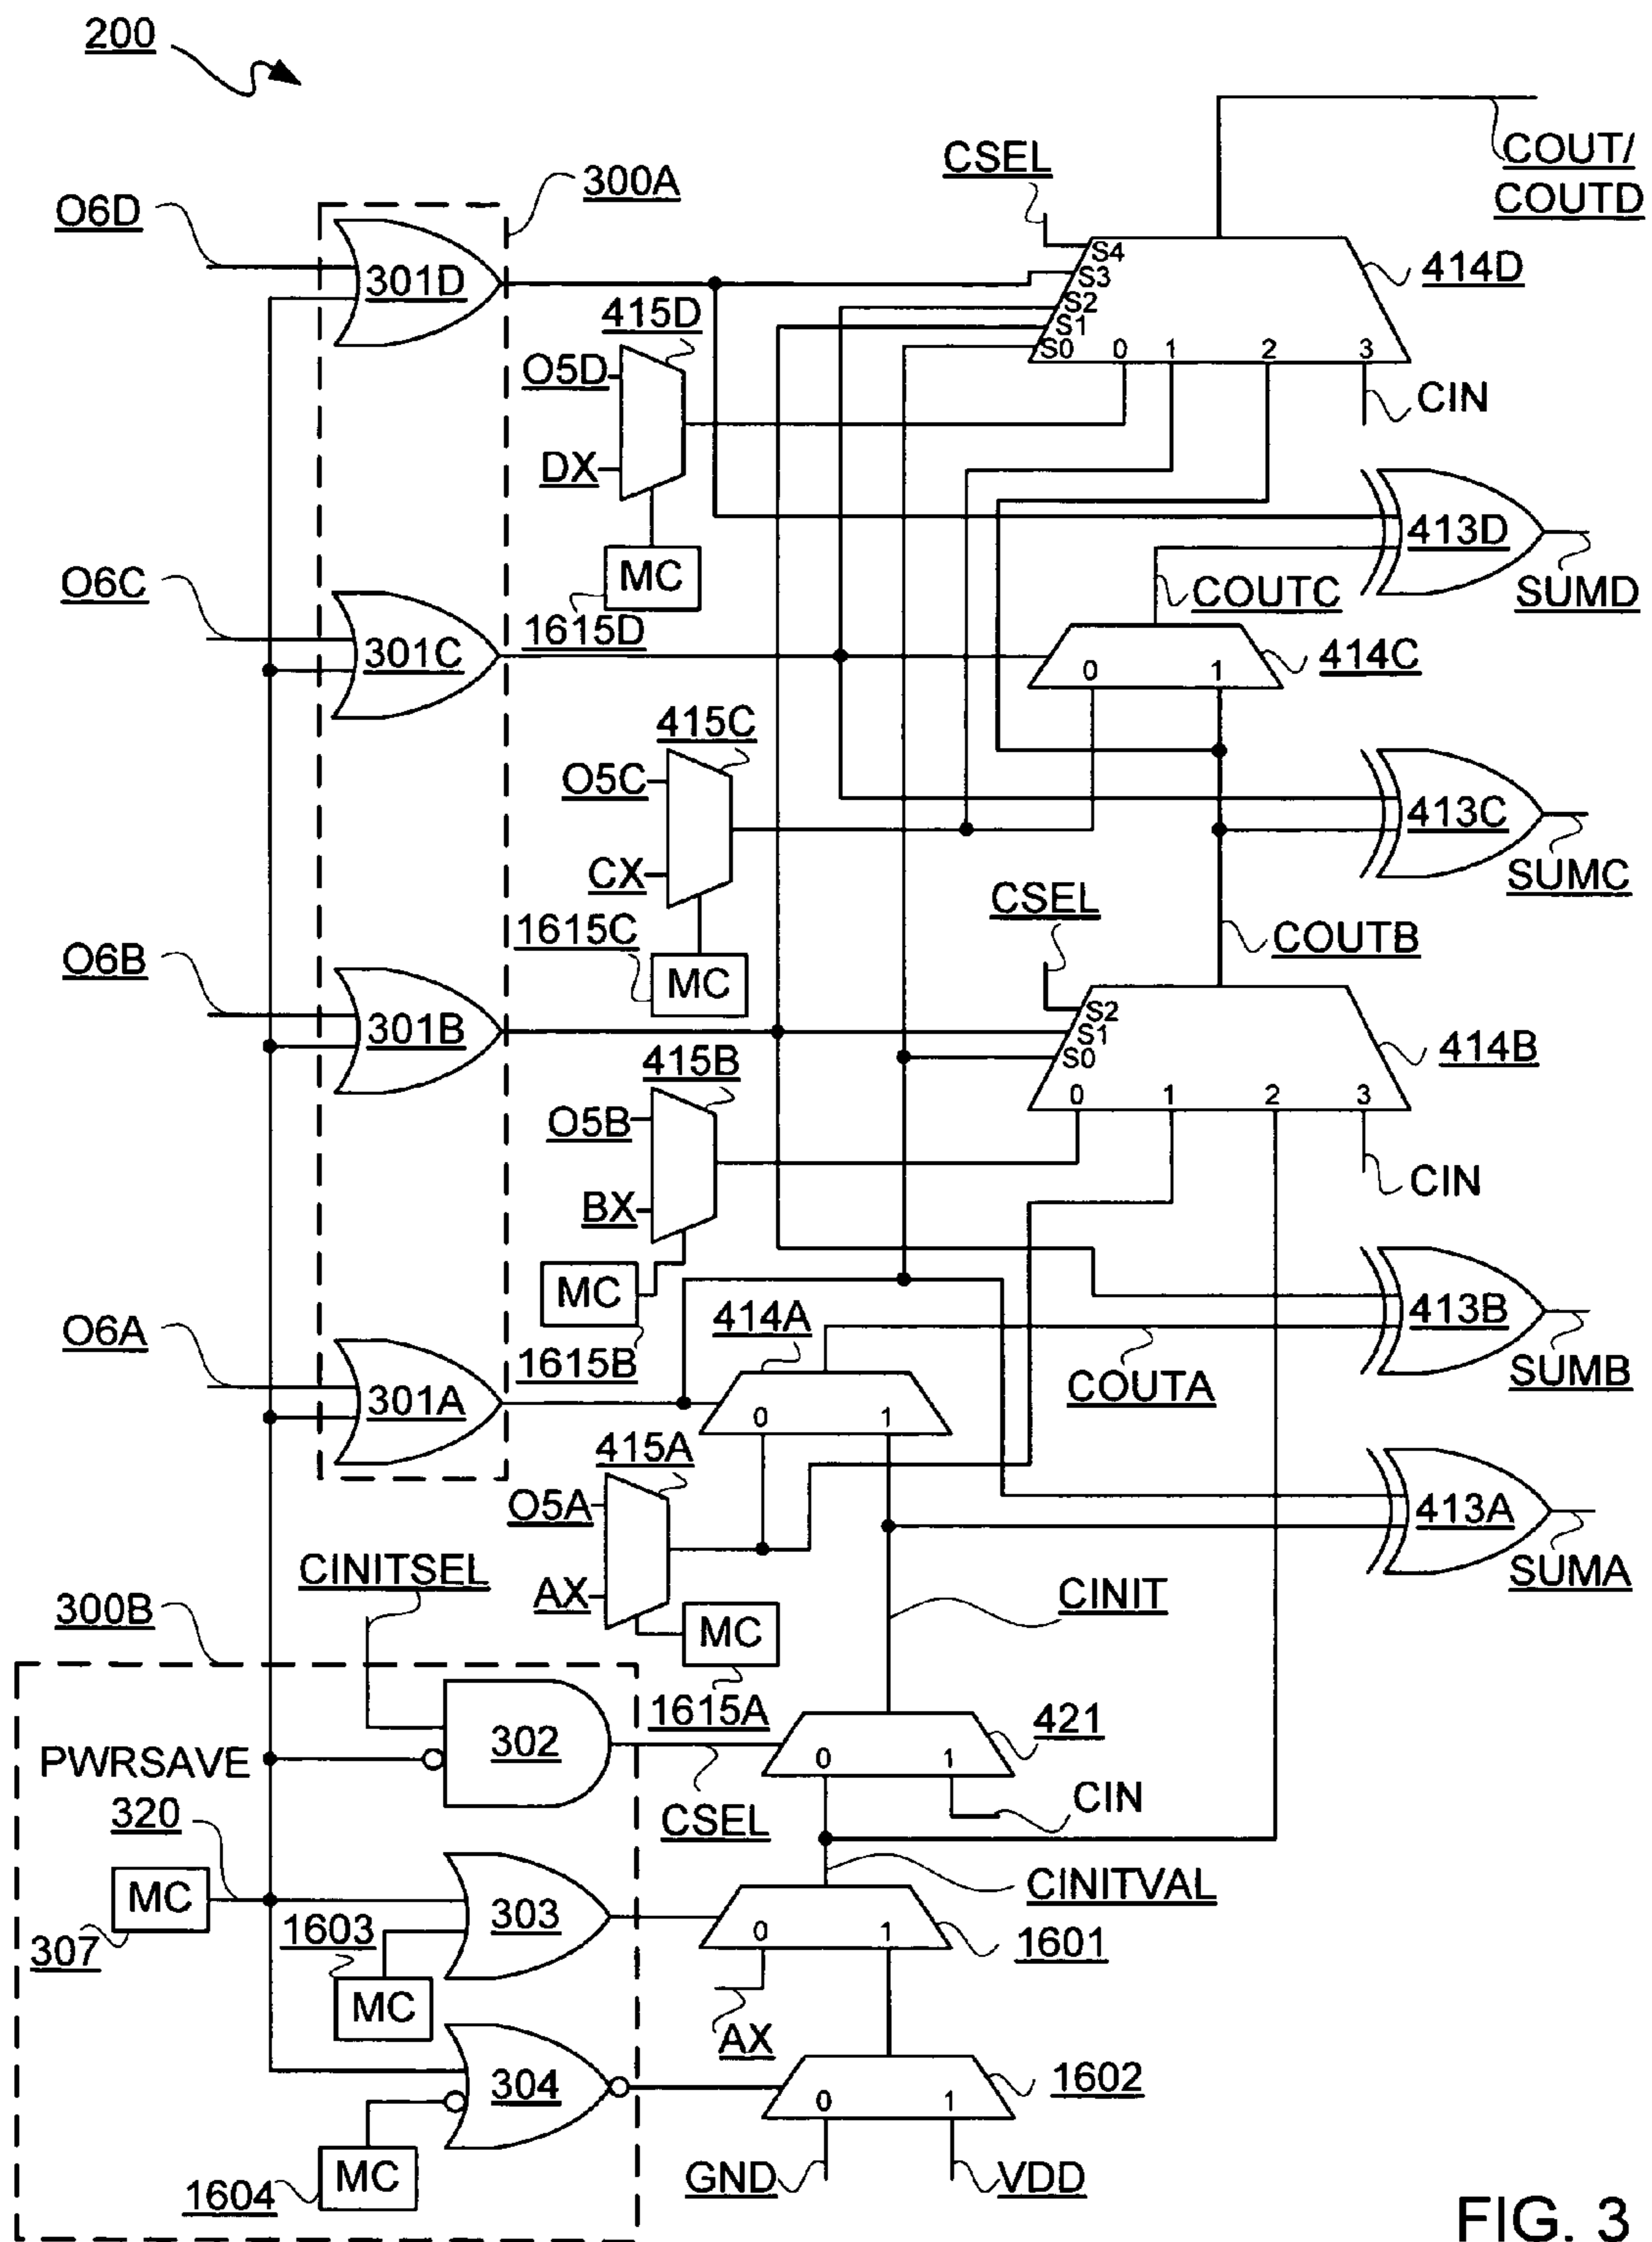 200
COUT/
COUTD
CSEL
300A
O6D
S4
S3
S2
S1
S0
0
1
2
3
414D
301D
415D
O5D
CIN
DX
413D
MC
SUMD
COUTC
O6C
1615D
301C
0
1
414C
415C
O5C
413C
CX
SUMC
CSEL
1615C
COUTB
O6B
MC
S2
S1
S0
301B
414B
415B
0
1
2
3
O5B
CIN
BX
MC
413B
O6A
414A
1615B
SUMB
COUTA
301A
0
1
415A
O5A
413A
CINITSEL
SUMA
AX
CINIT
300B
MC
1615A
421
302
0
1
PWRSAVE
CIN
320
CSEL
CINITVAL
MC
303
1603
0
1
1601
307
MC
AX
304
1602
0
1
MC
1604
GND
VDD
FIG. 3